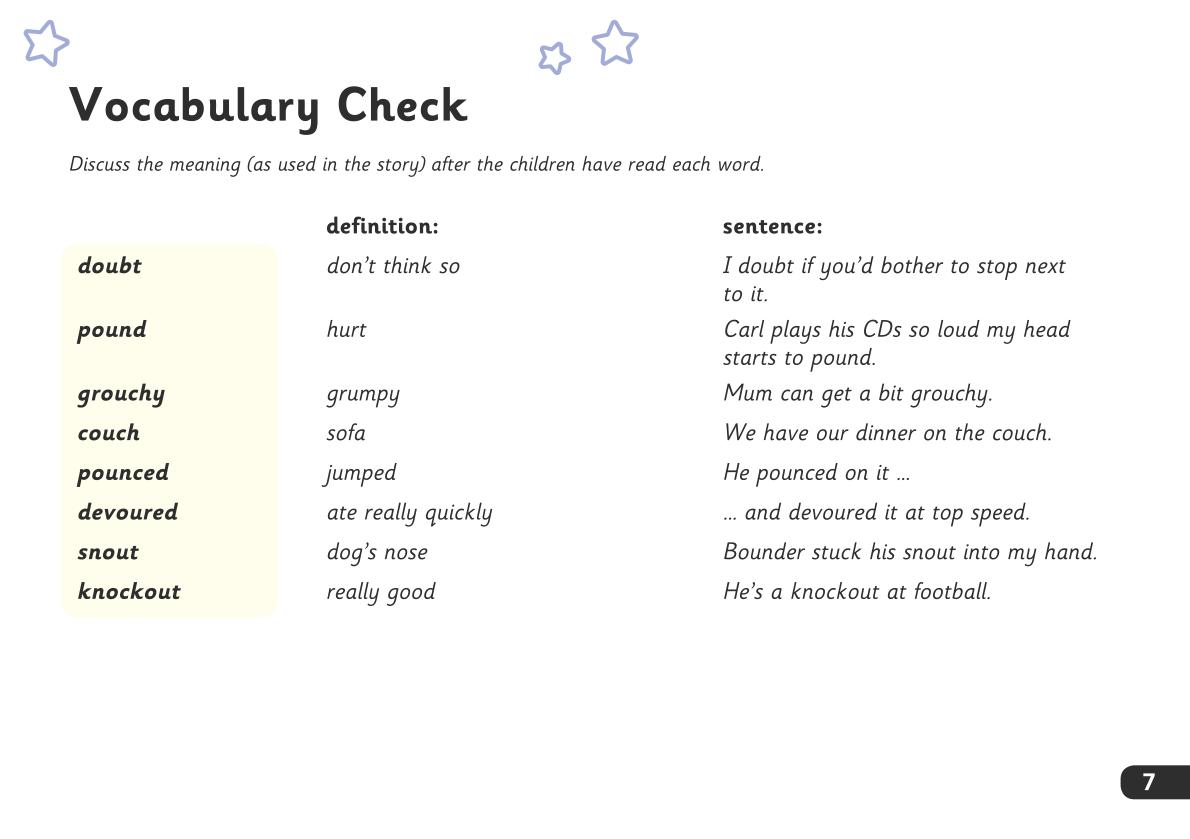 Vocabulary Check
Discuss the meaning (as used in the story) after the children have read each word.
definition: sentence:
doubt don’t think so I doubt if you’d bother to stop next
to it.
pound hurt Carl plays his CDs so loud my head
starts to pound.
grouchy grumpy Mum can get a bit grouchy.
couch sofa We have our dinner on the couch.
pounced jumped He pounced on it ...
devoured ate really quickly ... and devoured it at top speed.
snout dog’s nose Bounder stuck his snout into my hand.
knockout really good He’s a knockout at football.
7